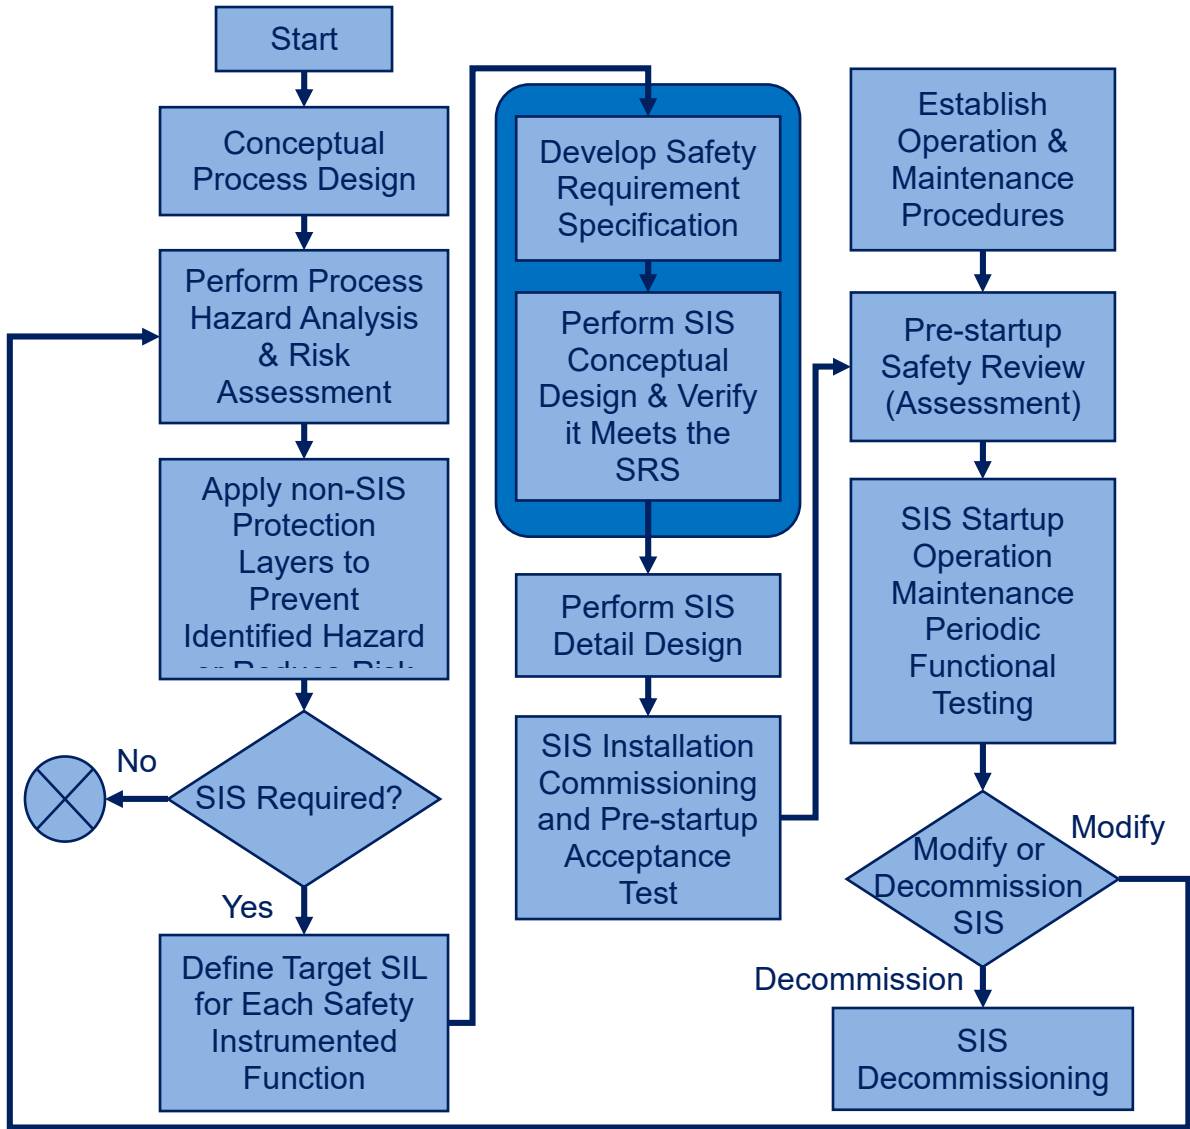 Start
Conceptual
Process Design
Perform Process
Hazard Analysis
& Risk
Assessment
Apply non-SIS
Protection
Layers to
Prevent
Identified Hazard
or Reduce Risk
SIS Required?
No
Yes
Define Target SIL
for Each Safety
Instrumented
Function
Develop Safety
Requirement
Specification
Perform SIS
Conceptual
Design & Verify
it Meets the
SRS
Perform SIS
Detail Design
SIS Installation
Commissioning
and Pre-startup
Acceptance
Test
Establish
Operation &
Maintenance
Procedures
Pre-startup
Safety Review
(Assessment)
SIS Startup
Operation
Maintenance
Periodic
Functional
Testing
Modify or
Decommission
SIS
Modify
Decommission
SIS
Decommissioning